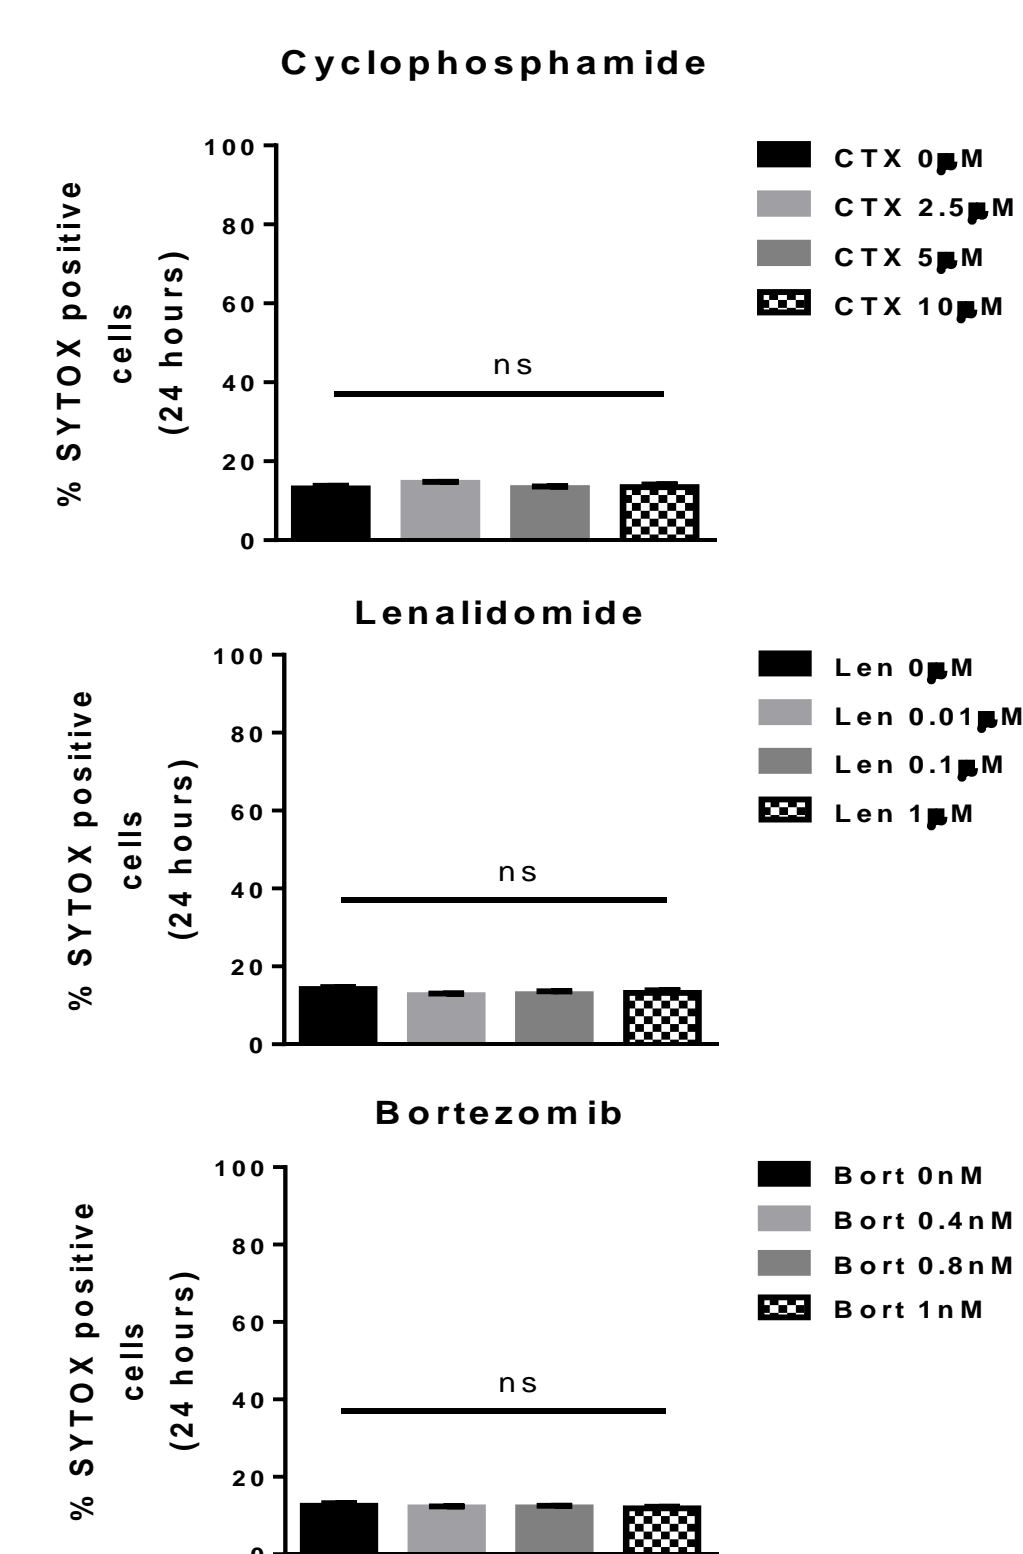 Cyclophosphamide
% SYTOX positive
cells
(24 hours)
100
80
60
40
20
0
ns
CTX 0µM
CTX 2.5µM
CTX 5µM
CTX 10µM
Lenalidomide
% SYTOX positive
cells
(24 hours)
100
80
60
40
20
0
ns
Len 0µM
Len 0.01µM
Len 0.1µM
Len 1µM
Bortezomib
% SYTOX positive
cells
(24 hours)
100
80
60
40
20
0
ns
Bort 0nM
Bort 0.4nM
Bort 0.8nM
Bort 1nM